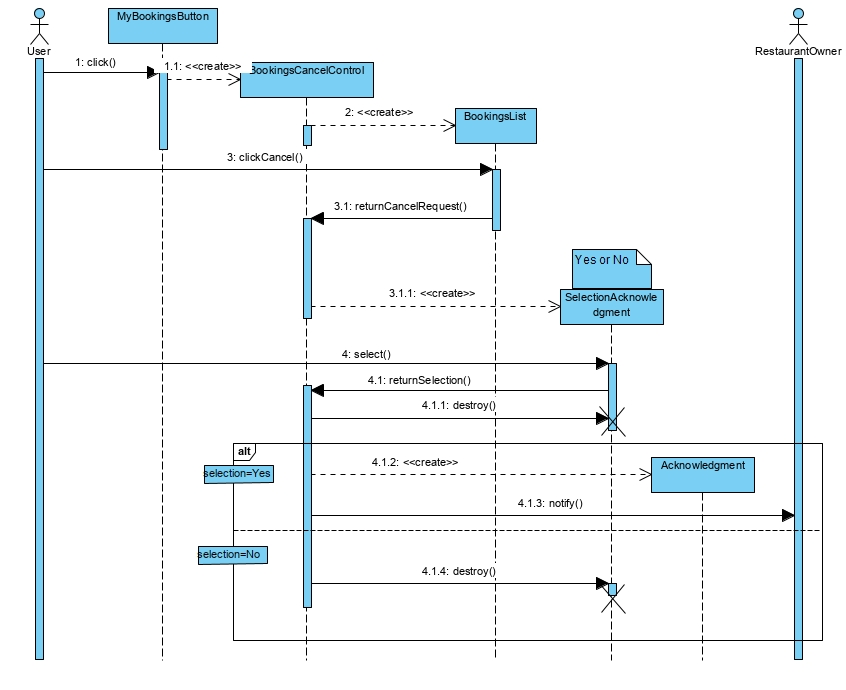 MyBookingsButton
User
RestaurantOwner
1: click()
1.1: <<create>>
BookingsCancelControl
2: <<create>>
BookingsList
3: clickCancel()
3.1: returnCancelRequest()
Yes or No
3.1.1: <<create>>
SelectionAcknowle
dgment
4: select()
4.1: returnSelection()
4.1.1: destroy()
alt
selection=Yes
4.1.2: <<create>>
Acknowledgment
4.1.3: notify()
selection=No
4.1.4: destroy()